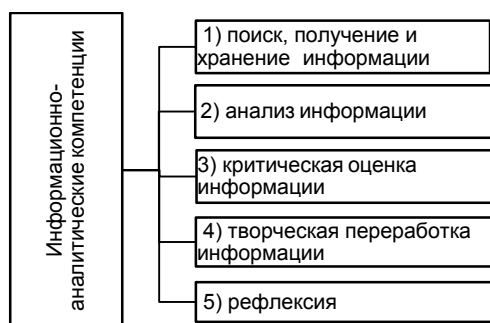 Информационно-
аналитические компетенции
1) поиск, получение и
хранение информации
2) анализ информации
3) критическая оценка
информации
4) творческая переработка
информации
5) рефлексия